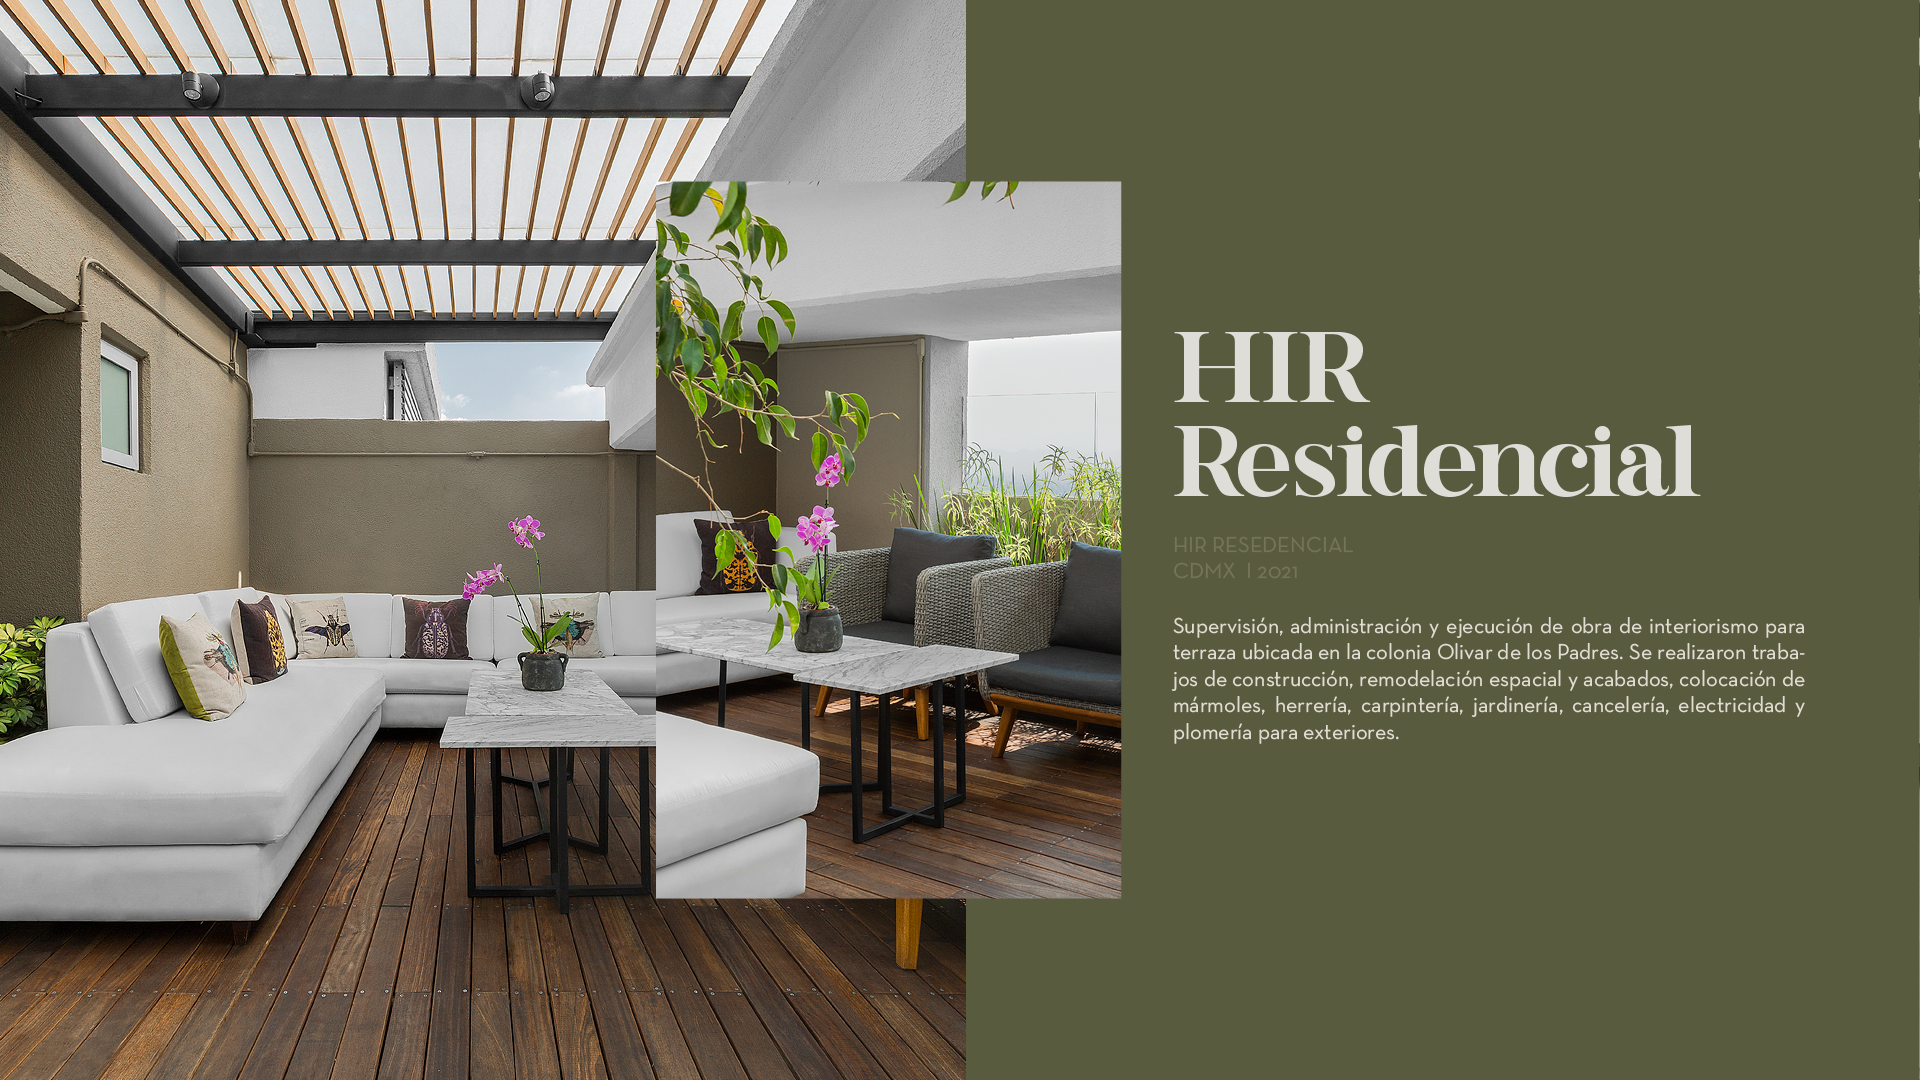 HIR
Residencial
HIR RESEDENCIAL
CDMX | 2021
Supervisión, administración y ejecución de obra de interiorismo para
terraza ubicada en la colonia Olivar de los Padres. Se realizaron traba-
jos de construcción, remodelación espacial y acabados, colocación de
mármoles, herrería, carpintería, jardinería, cancelería, electricidad y
plomería para exteriores.